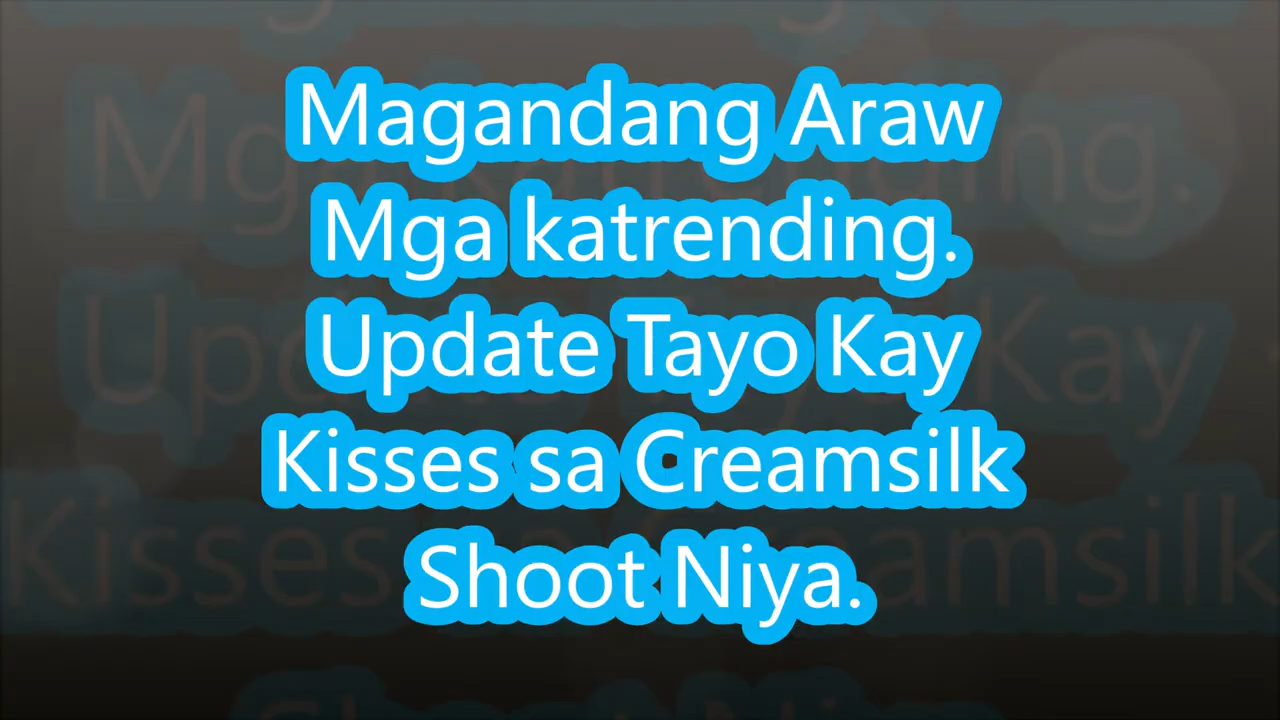 Magandang Araw
Mga katrending.
Update Tayo Kay
Kisses sa Creamsilk
Shoot Niya.